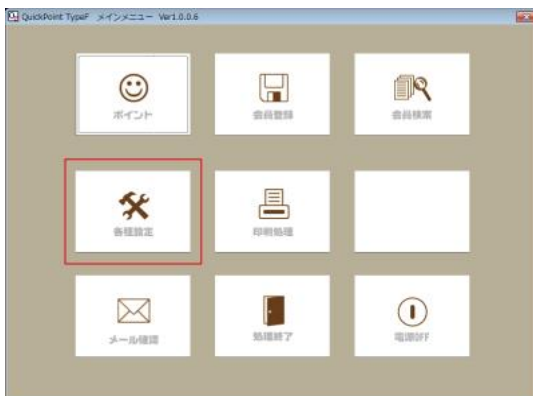 QuickPoint TypeF メインメニュー Ver1.0.0.6
ポイント
会員登録
会員検索
各種設定
印刷処理
メール確認
処理終了
電源OFF